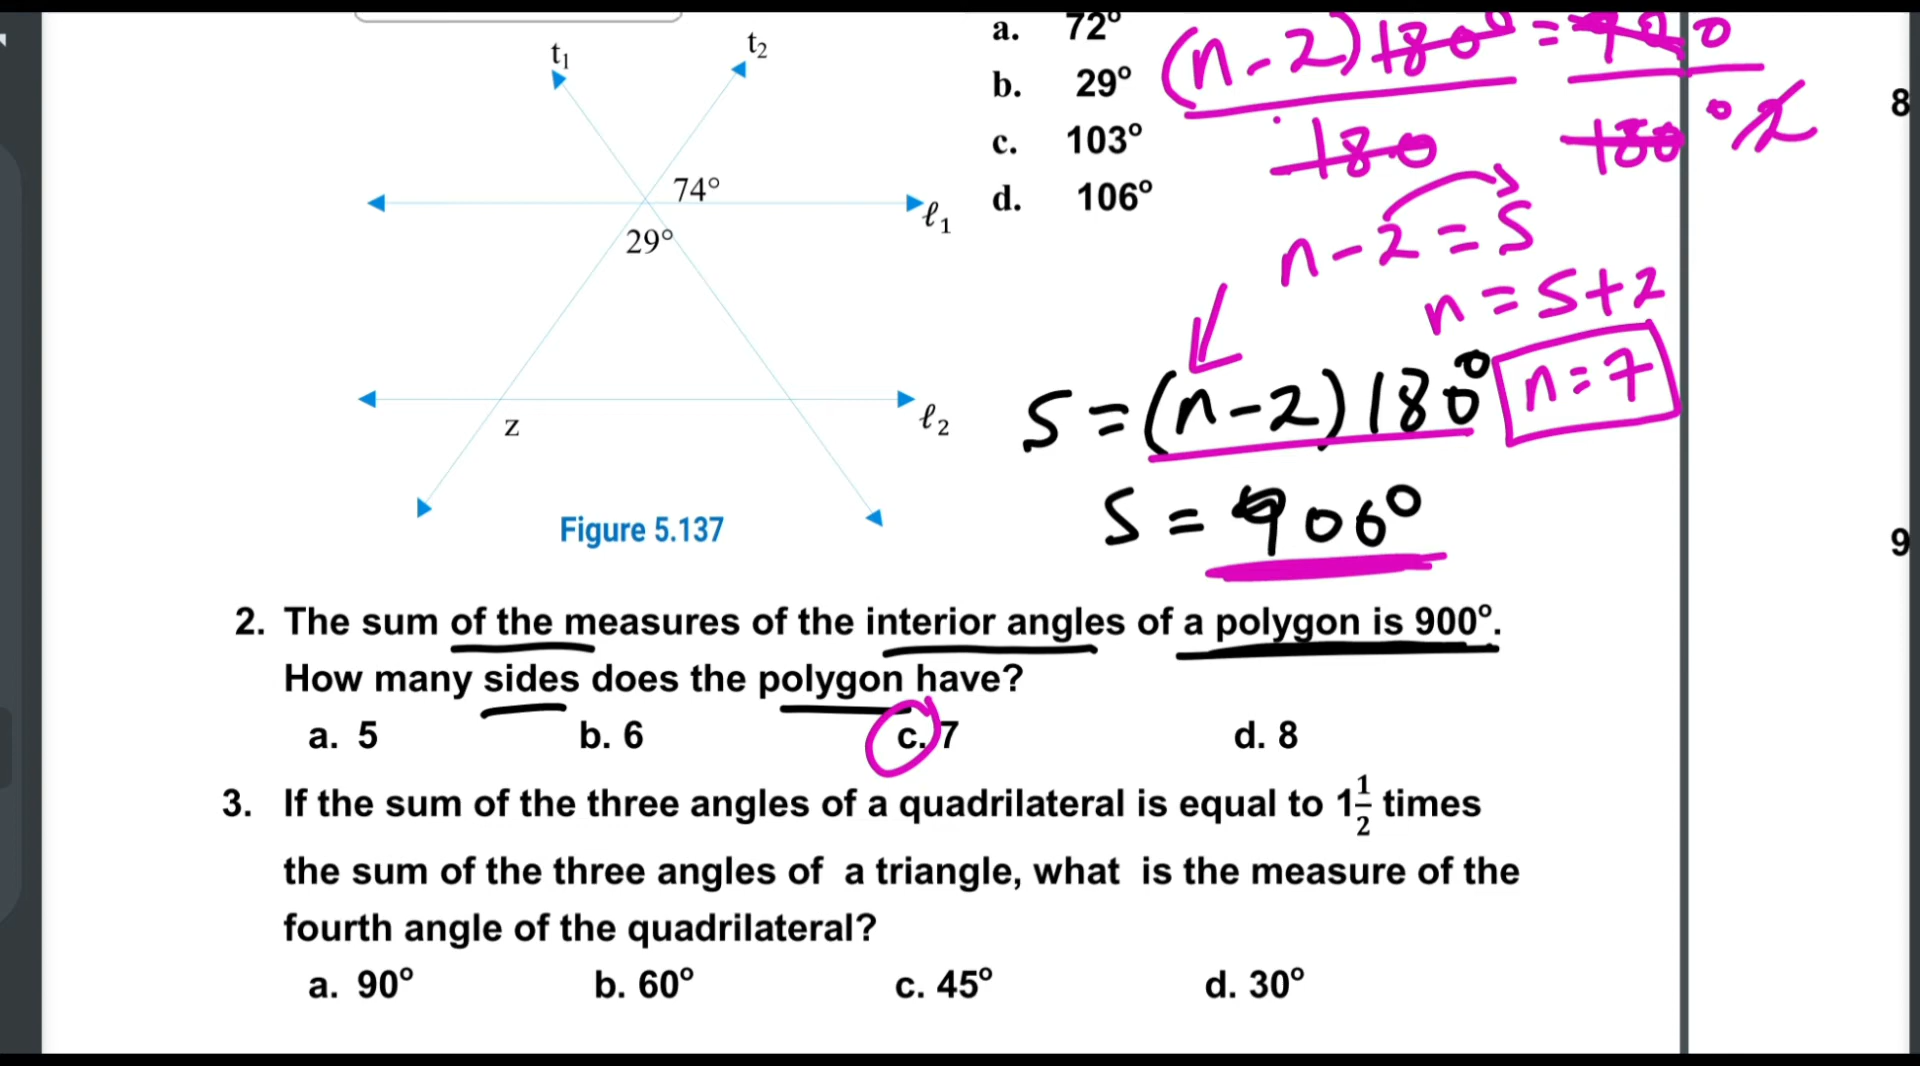 t₁
t₂
74°
ℓ₁
29°
z
ℓ₂
Figure 5.137
a. 72°
b. 29°
c. 103°
d. 106°
(n-2)180° = 900
180 180
n-2=5
n=5+2
n=7
S=(n-2)180°
S=900°
2. The sum of the measures of the interior angles of a polygon is 900°.
How many sides does the polygon have?
a. 5 b. 6 c. 7 d. 8
3. If the sum of the three angles of a quadrilateral is equal to 1½ times
the sum of the three angles of a triangle, what is the measure of the
fourth angle of the quadrilateral?
a. 90° b. 60° c. 45° d. 30°
8
9